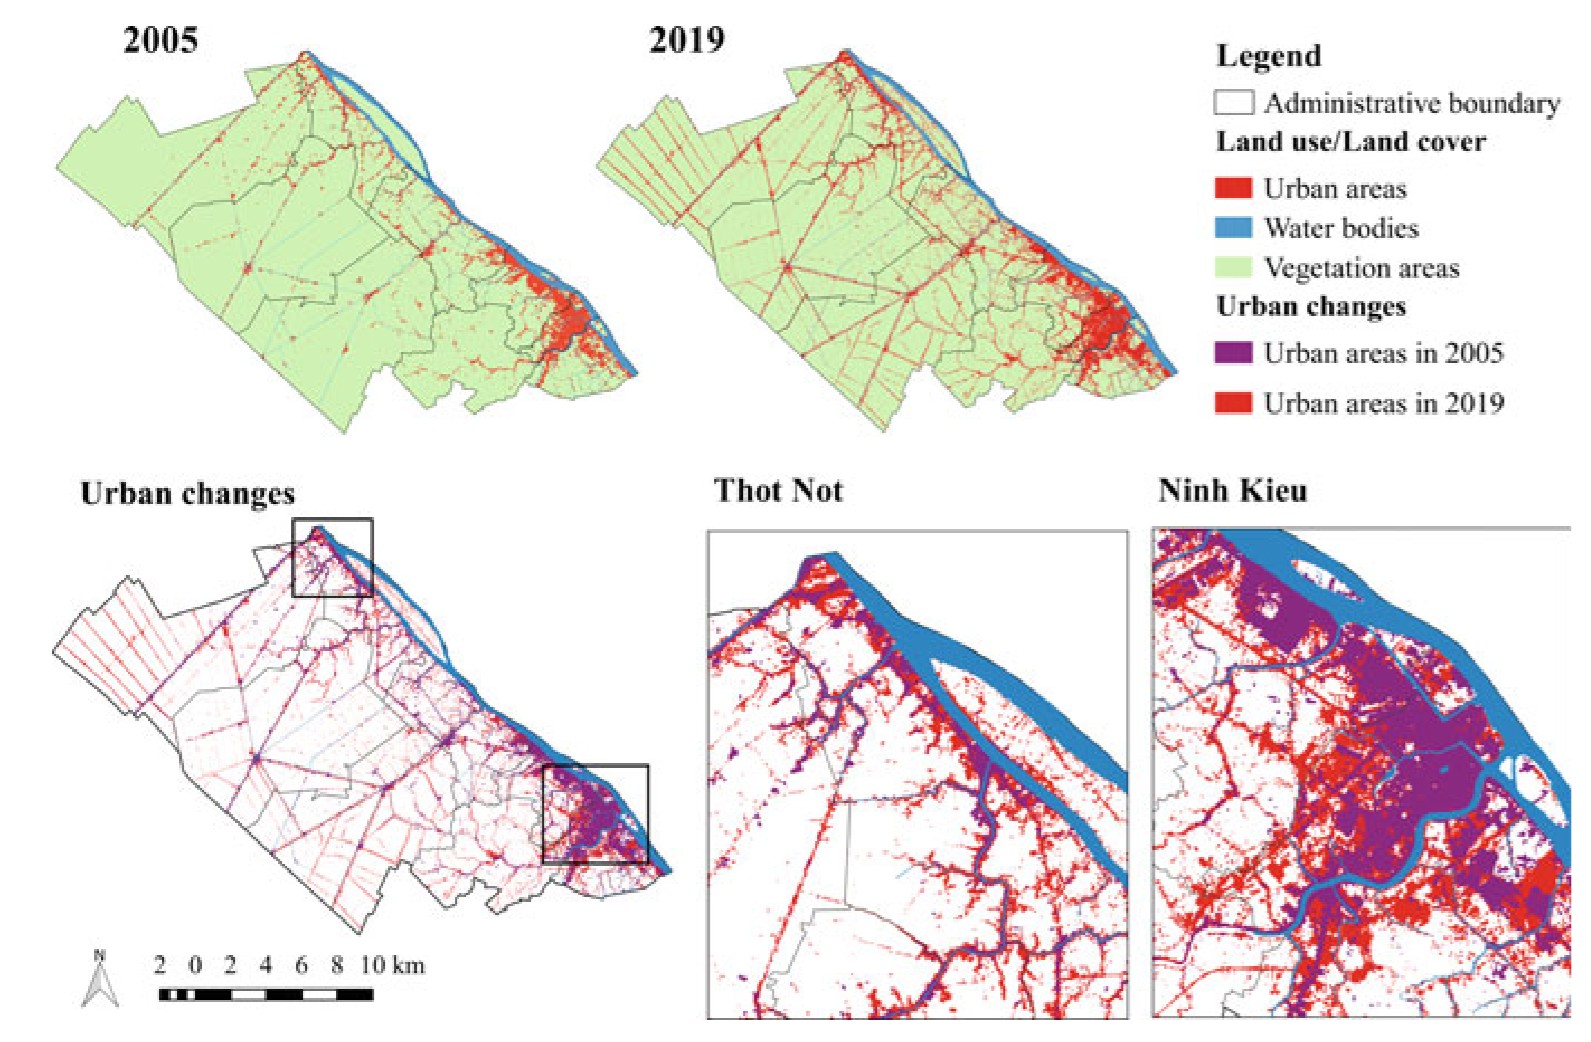 2005
2019
Legend
Administrative boundary
Land use/Land cover
Urban areas
Water bodies
Vegetation areas
Urban changes
Urban areas in 2005
Urban areas in 2019
Urban changes
Thot Not
Ninh Kieu
N
2 0 2 4 6 8 10 km